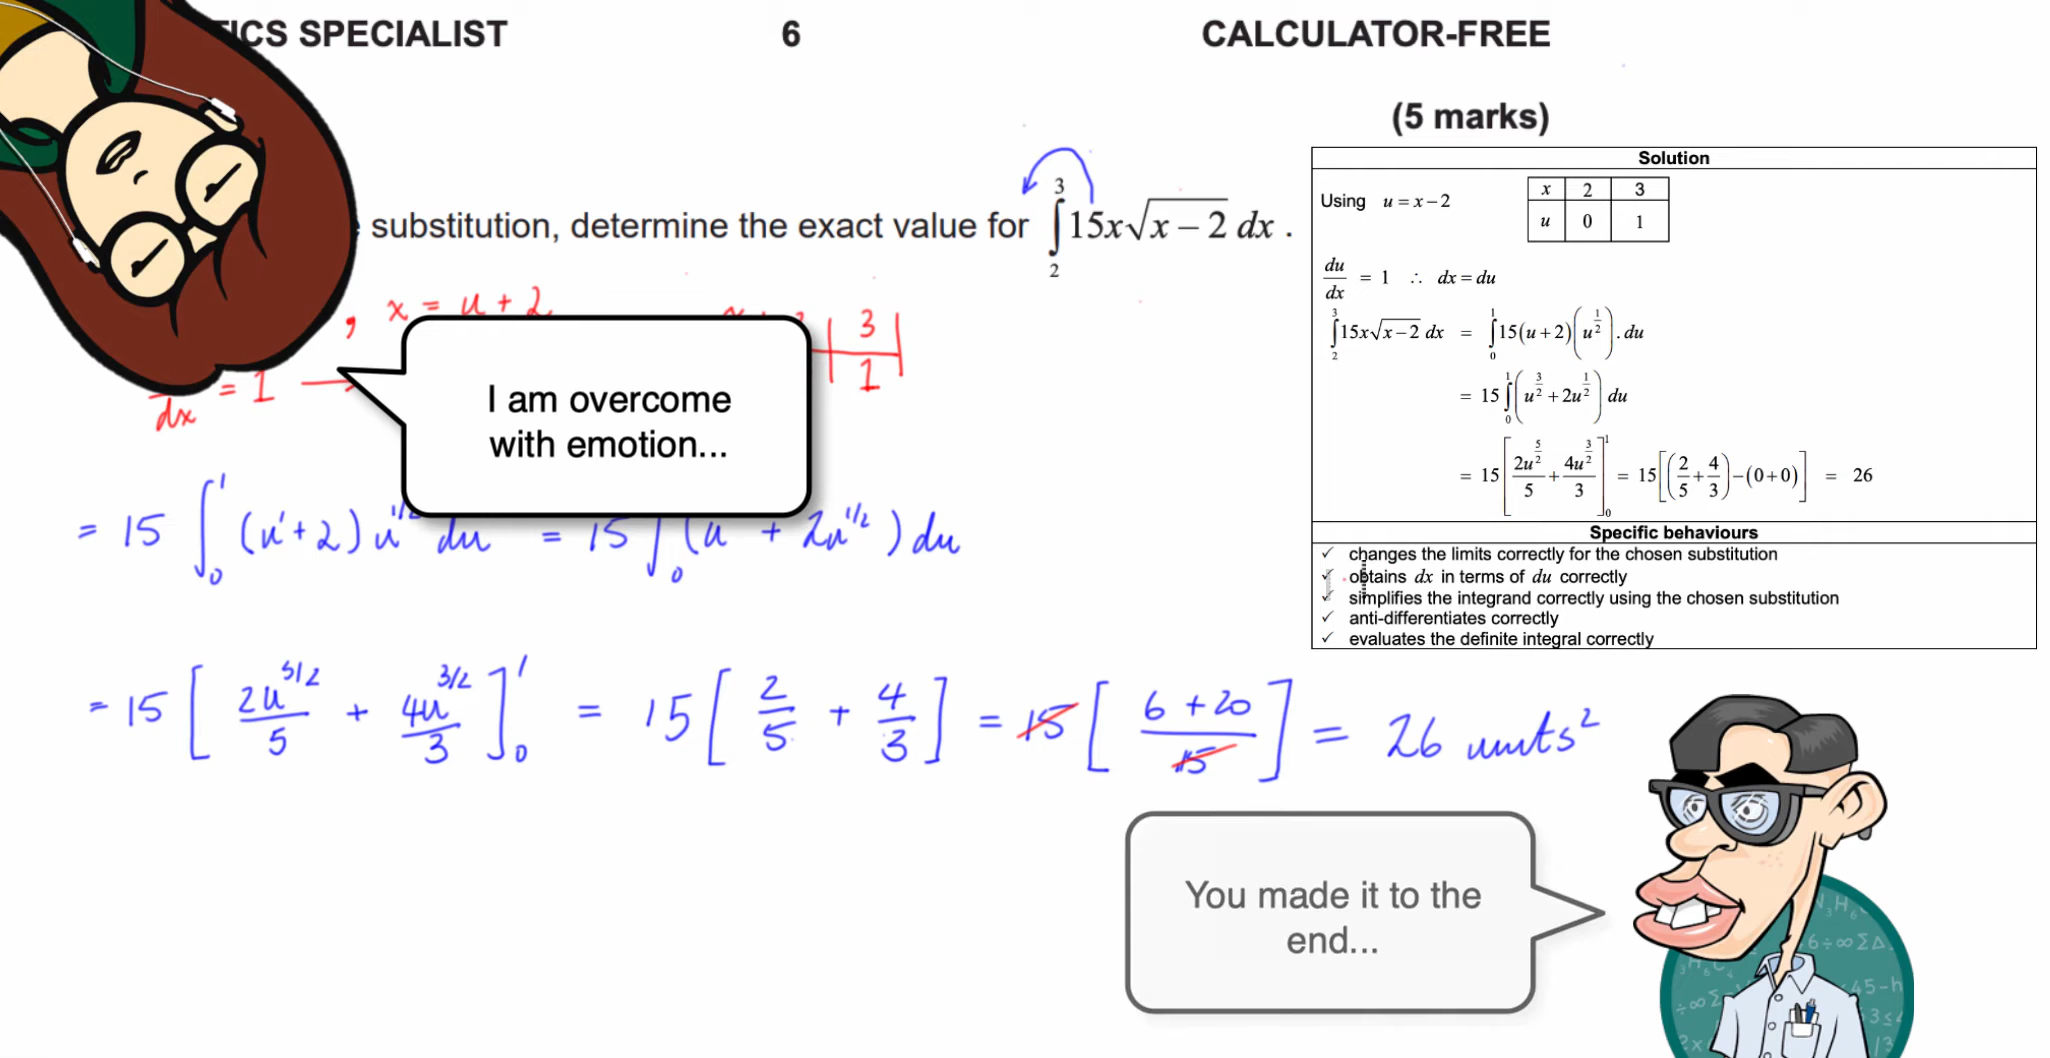 ICS SPECIALIST 6 CALCULATOR-FREE
(5 marks)
substitution, determine the exact value for ∫₂³ 15x√(x − 2) dx .
, x = u + 2
3
dx = 1 → 1
= 15 ∫₀¹ (u¹ + 2) u^(1/2) du = 15 ∫₀ (u + 2u^(1/2)) du
= 15 [ 2u^(5/2)/5 + 4u^(3/2)/3 ]₀¹ = 15 [ 2/5 + 4/3 ] = 15 [ (6 + 20)/15 ] = 26 units²
I am overcome
with emotion...
Solution
Using u = x − 2
x 2 3
u 0 1
du/dx = 1 ∴ dx = du
∫₂³ 15x√(x − 2) dx = ∫₀¹ 15(u + 2)(u^(1/2)) . du
= 15 ∫₀¹ (u^(3/2) + 2u^(1/2)) du
= 15 [ 2u^(5/2)/5 + 4u^(3/2)/3 ]₀¹ = 15 [ (2/5 + 4/3) − (0 + 0) ] = 26
Specific behaviours
✓ changes the limits correctly for the chosen substitution
✓ obtains dx in terms of du correctly
✓ simplifies the integrand correctly using the chosen substitution
✓ anti-differentiates correctly
✓ evaluates the definite integral correctly
You made it to the
end...